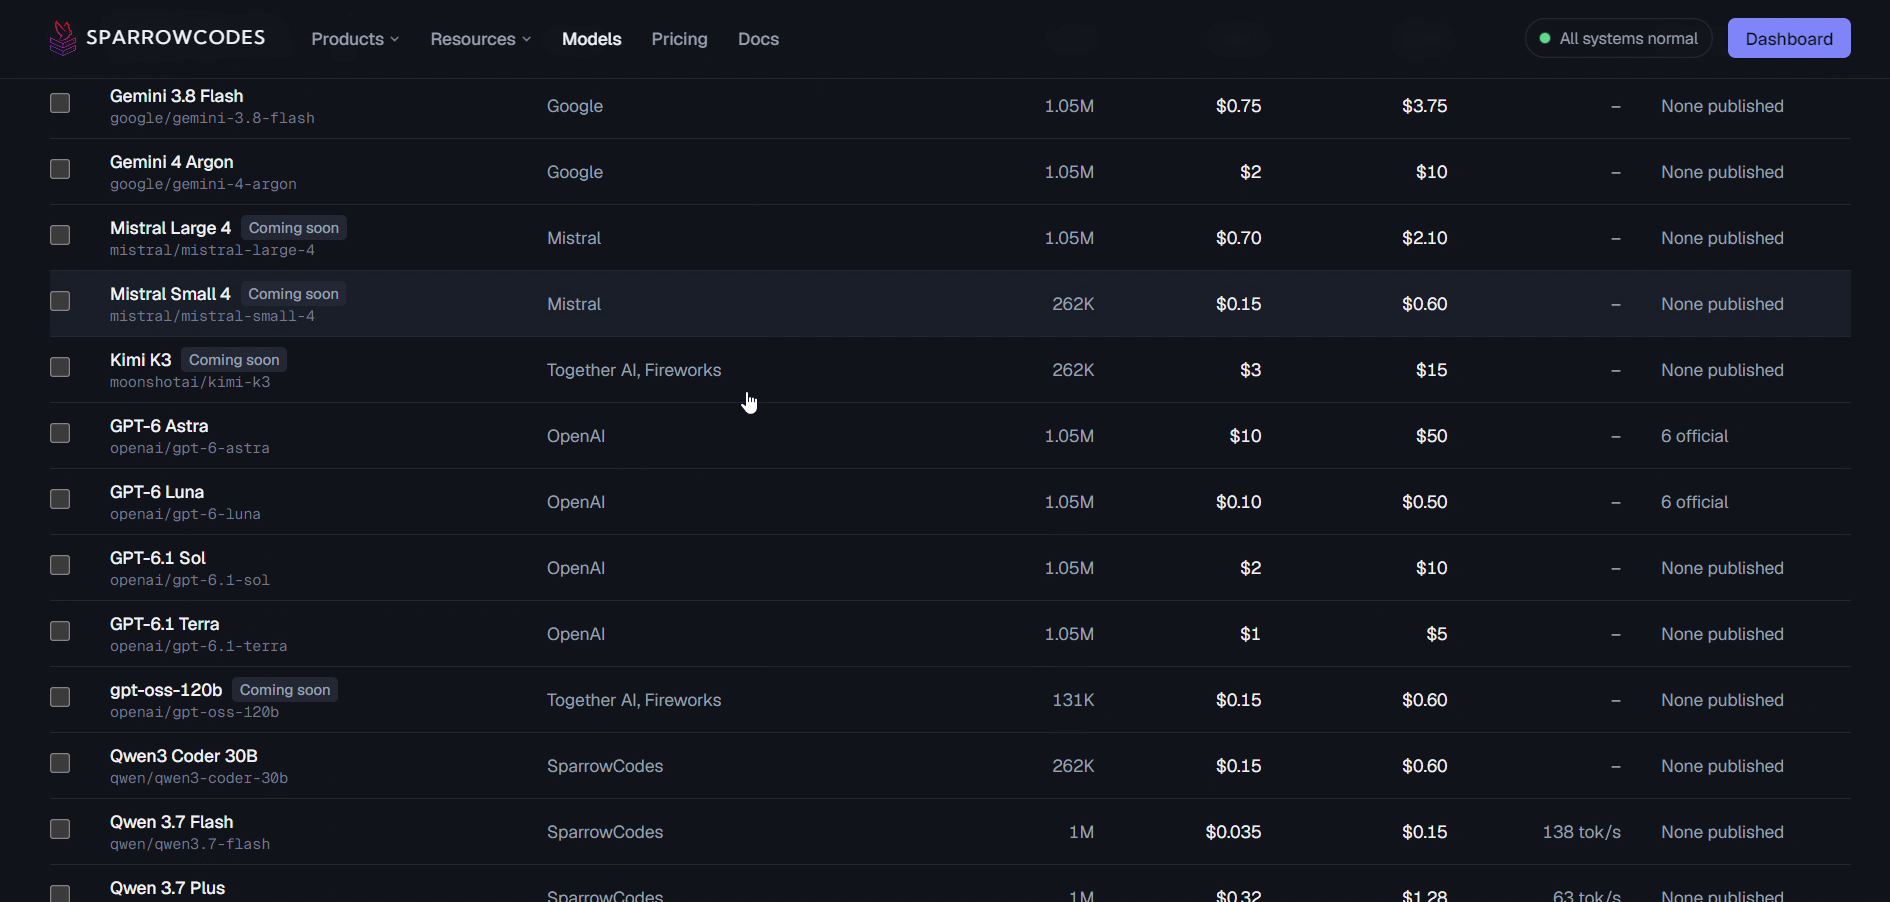 SPARROWCODES Products Resources Models Pricing Docs All systems normal Dashboard
Gemini 3.8 Flash
google/gemini-3.8-flash
Google 1.05M $0.75 $3.75 – None published
Gemini 4 Argon
google/gemini-4-argon
Google 1.05M $2 $10 – None published
Mistral Large 4 Coming soon
mistral/mistral-large-4
Mistral 1.05M $0.70 $2.10 – None published
Mistral Small 4 Coming soon
mistral/mistral-small-4
Mistral 262K $0.15 $0.60 – None published
Kimi K3 Coming soon
moonshotai/kimi-k3
Together AI, Fireworks 262K $3 $15 – None published
GPT-6 Astra
openai/gpt-6-astra
OpenAI 1.05M $10 $50 – 6 official
GPT-6 Luna
openai/gpt-6-luna
OpenAI 1.05M $0.10 $0.50 – 6 official
GPT-6.1 Sol
openai/gpt-6.1-sol
OpenAI 1.05M $2 $10 – None published
GPT-6.1 Terra
openai/gpt-6.1-terra
OpenAI 1.05M $1 $5 – None published
gpt-oss-120b Coming soon
openai/gpt-oss-120b
Together AI, Fireworks 131K $0.15 $0.60 – None published
Qwen3 Coder 30B
qwen/qwen3-coder-30b
SparrowCodes 262K $0.15 $0.60 – None published
Qwen 3.7 Flash
qwen/qwen3.7-flash
SparrowCodes 1M $0.035 $0.15 138 tok/s None published
Qwen 3.7 Plus
SparrowCodes 1M $0.32 $1.28 63 tok/s None published